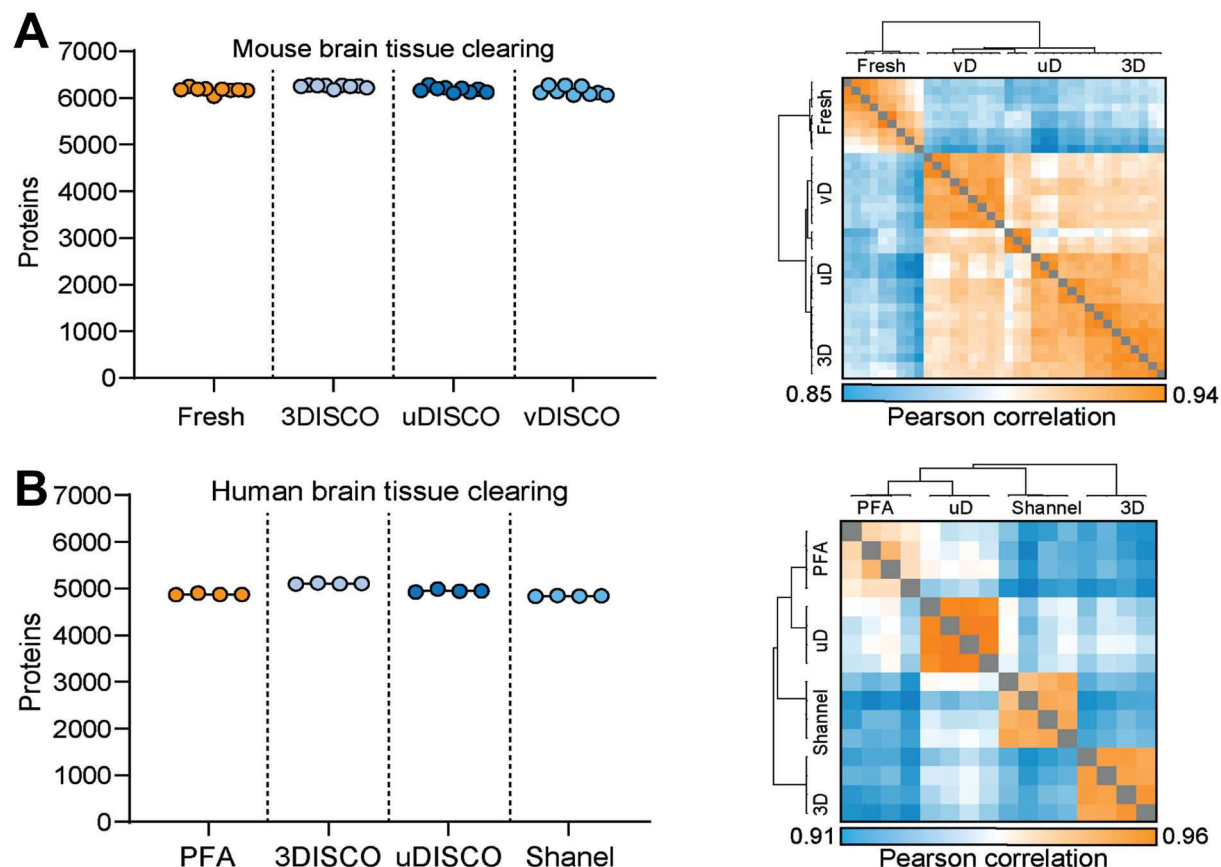 A
Mouse brain tissue clearing
7000
6000
5000
4000
3000
2000
1000
0
Proteins
Fresh 3DISCO uDISCO vDISCO
Fresh vD uD 3D
Fresh
vD
uD
3D
0.85 0.94
Pearson correlation
B
Human brain tissue clearing
7000
6000
5000
4000
3000
2000
1000
0
Proteins
PFA 3DISCO uDISCO Shanel
PFA uD Shannel 3D
PFA
uD
Shannel
3D
0.91 0.96
Pearson correlation